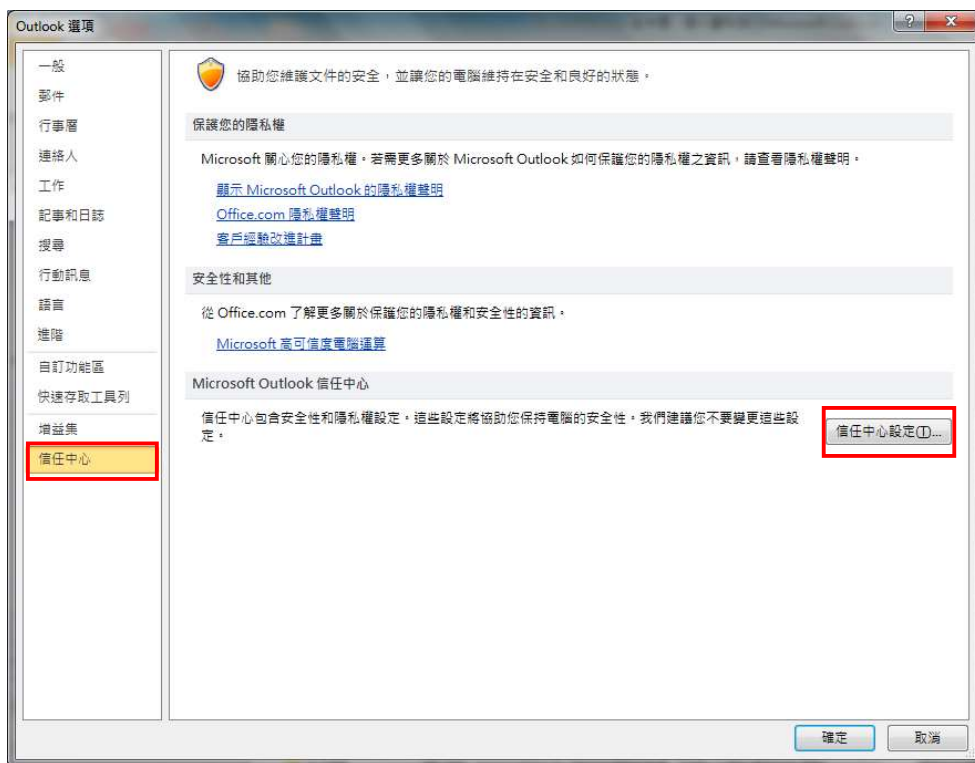 Outlook 選項
一般
郵件
行事曆
連絡人
工作
記事和日誌
搜尋
行動訊息
語言
進階
自訂功能區
快速存取工具列
增益集
信任中心
協助您維護文件的安全，並讓您的電腦維持在安全和良好的狀態。
保護您的隱私權
Microsoft 關心您的隱私權。若需更多關於 Microsoft Outlook 如何保護您的隱私權之資訊，請查看隱私權聲明。
顯示 Microsoft Outlook 的隱私權聲明
Office.com 隱私權聲明
客戶經驗改進計畫
安全性和其他
從 Office.com 了解更多關於保護您的隱私權和安全性的資訊。
Microsoft 高可信度電腦運算
Microsoft Outlook 信任中心
信任中心包含安全性和隱私權設定。這些設定將協助您保持電腦的安全性。我們建議您不要變更這些設
定。
信任中心設定(T)...
確定
取消